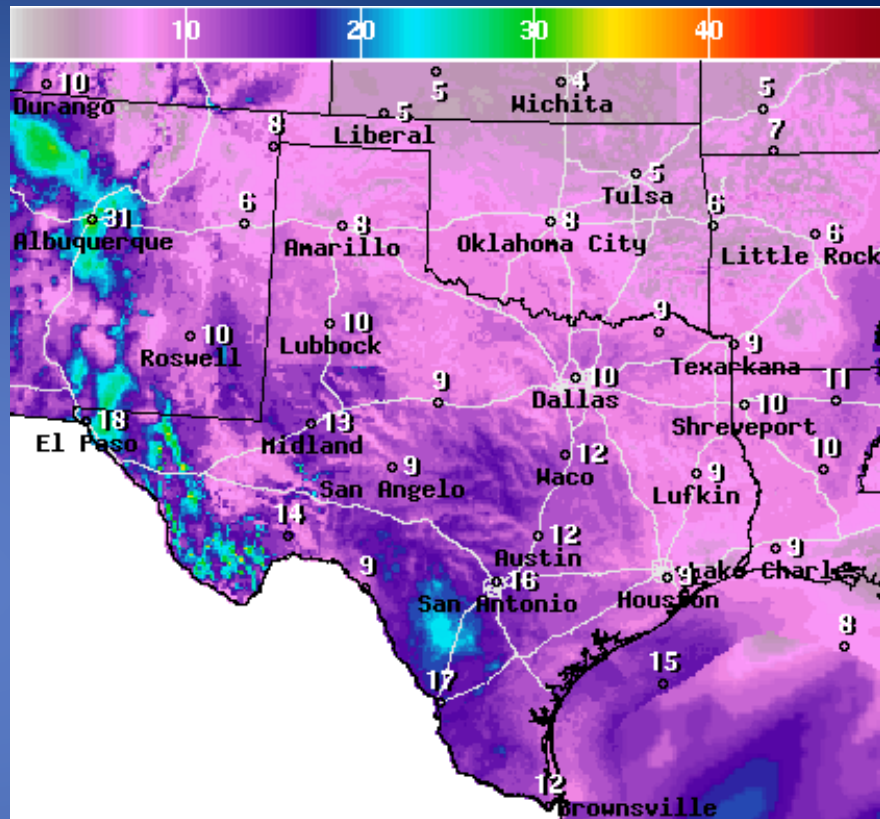 10 20 30 40
10
Durango
5
4
Wichita
5
5
Liberal
8
7
5
Tulsa
31
Albuquerque
6
8
Amarillo
8
Oklahoma City
6
6
Little Rock
10
Roswell
10
Lubbock
9
9
Texarkana
10
Dallas
9
10
Shreveport
11
18
El Paso
13
Midland
9
San Angelo
12
Waco
9
Lufkin
10
14
12
Austin
9
9
16
San Antonio
9
Houston
Lake Charles
8
15
17
12
Brownsville